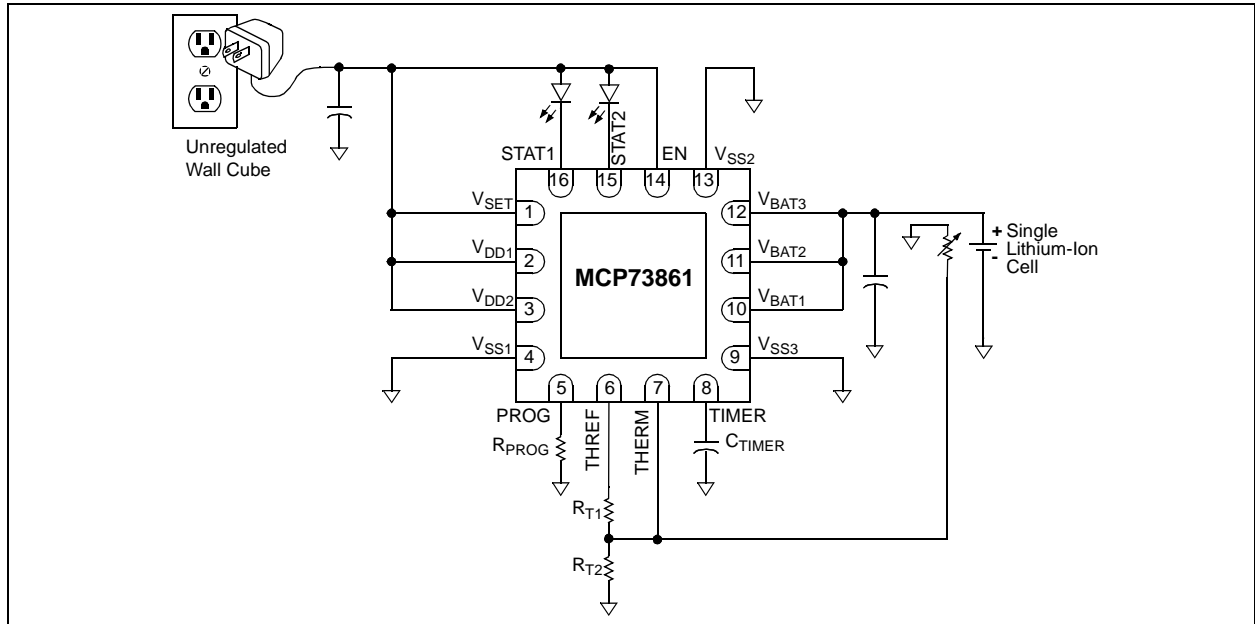 Unregulated
Wall Cube
STAT1
STAT2
EN
VSS2
16
15
14
13
VSET
1
VDD1
2
VDD2
3
VSS1
4
MCP73861
12
VBAT3
11
VBAT2
10
VBAT1
9
VSS3
+ Single
Lithium-Ion
- Cell
5
6
7
8
PROG
THREF
THERM
TIMER
RPROG
CTIMER
RT1
RT2